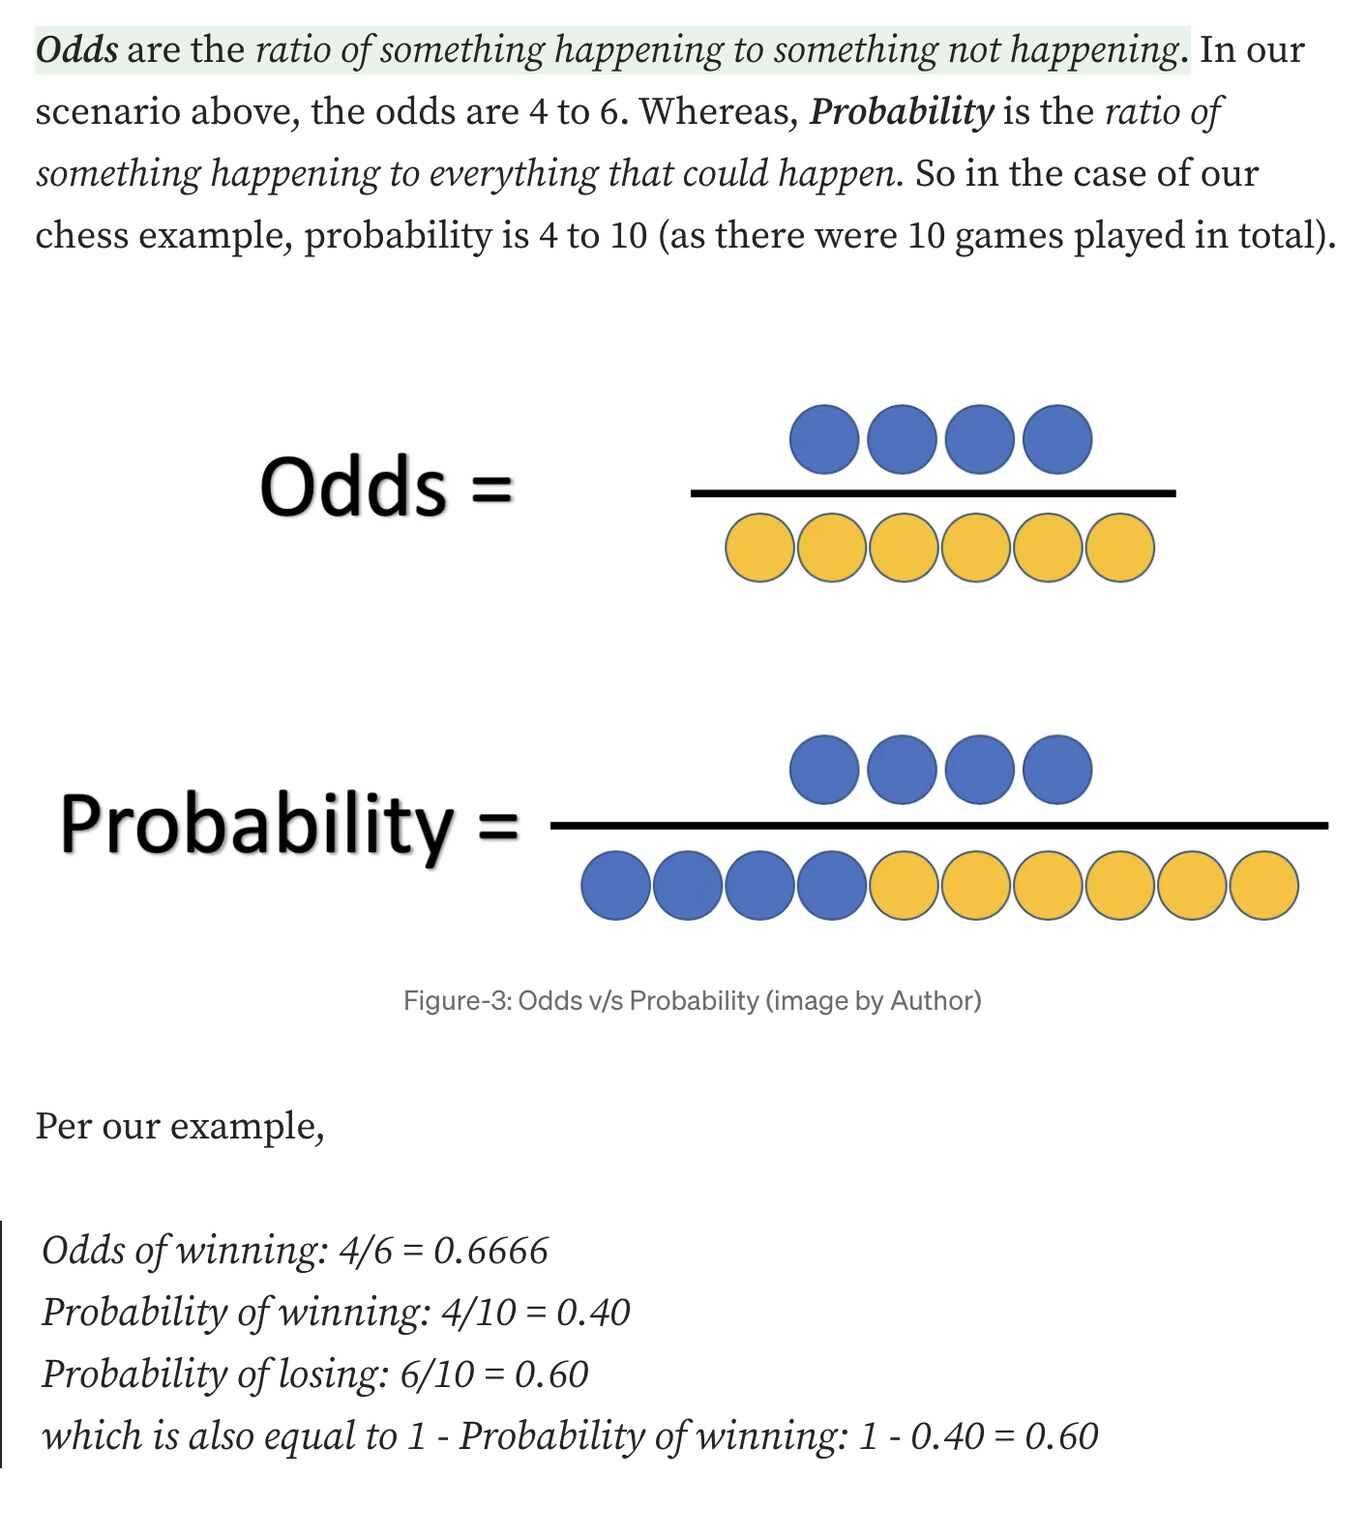 Odds are the ratio of something happening to something not happening. In our
scenario above, the odds are 4 to 6. Whereas, Probability is the ratio of
something happening to everything that could happen. So in the case of our
chess example, probability is 4 to 10 (as there were 10 games played in total).
Odds =
Probability =
Figure-3: Odds v/s Probability (image by Author)
Per our example,
Odds of winning: 4/6 = 0.6666
Probability of winning: 4/10 = 0.40
Probability of losing: 6/10 = 0.60
which is also equal to 1 - Probability of winning: 1 - 0.40 = 0.60